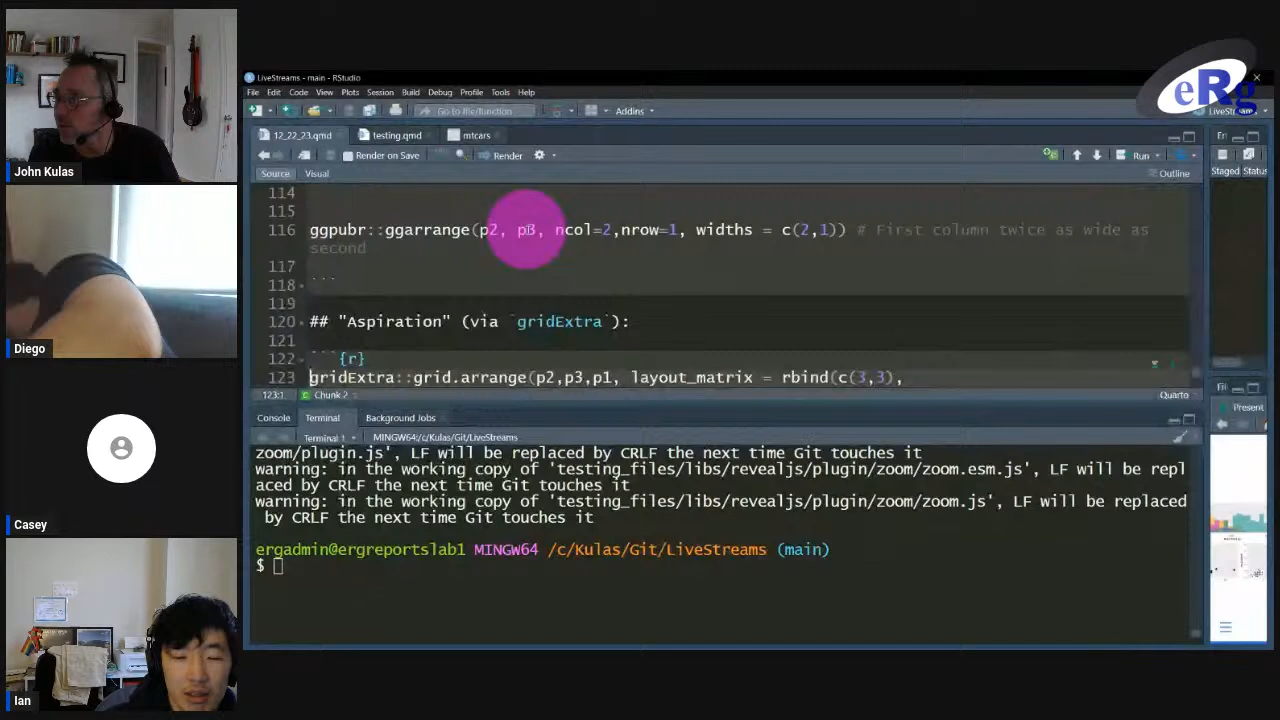 LiveStreams - main - RStudio
eRg
File Edit Code View Plots Session Build Debug Profile Tools Help
Go to file/function Addins LiveStreams
12_22_23.qmd testing.qmd mtcars
Render on Save Render Run
Source Visual Outline
Staged Status
114
115
116 ggpubr::ggarrange(p2, p3, ncol=2,nrow=1, widths = c(2,1)) # First column twice as wide as
second
117
118 ```
119
120 ## "Aspiration" (via `gridExtra`):
121
122 ```{r}
123 gridExtra::grid.arrange(p2,p3,p1, layout_matrix = rbind(c(3,3),
123:1 Chunk 2 Quarto
Console Terminal Background Jobs
Present
Terminal 1 MINGW64:/c/Kulas/Git/LiveStreams
zoom/plugin.js', LF will be replaced by CRLF the next time Git touches it
warning: in the working copy of 'testing_files/libs/revealjs/plugin/zoom/zoom.esm.js', LF will be repl
aced by CRLF the next time Git touches it
warning: in the working copy of 'testing_files/libs/revealjs/plugin/zoom/zoom.js', LF will be replaced
by CRLF the next time Git touches it
ergadmin@ergreportslab1 MINGW64 /c/Kulas/Git/LiveStreams (main)
$
John Kulas
Diego
Casey
Ian